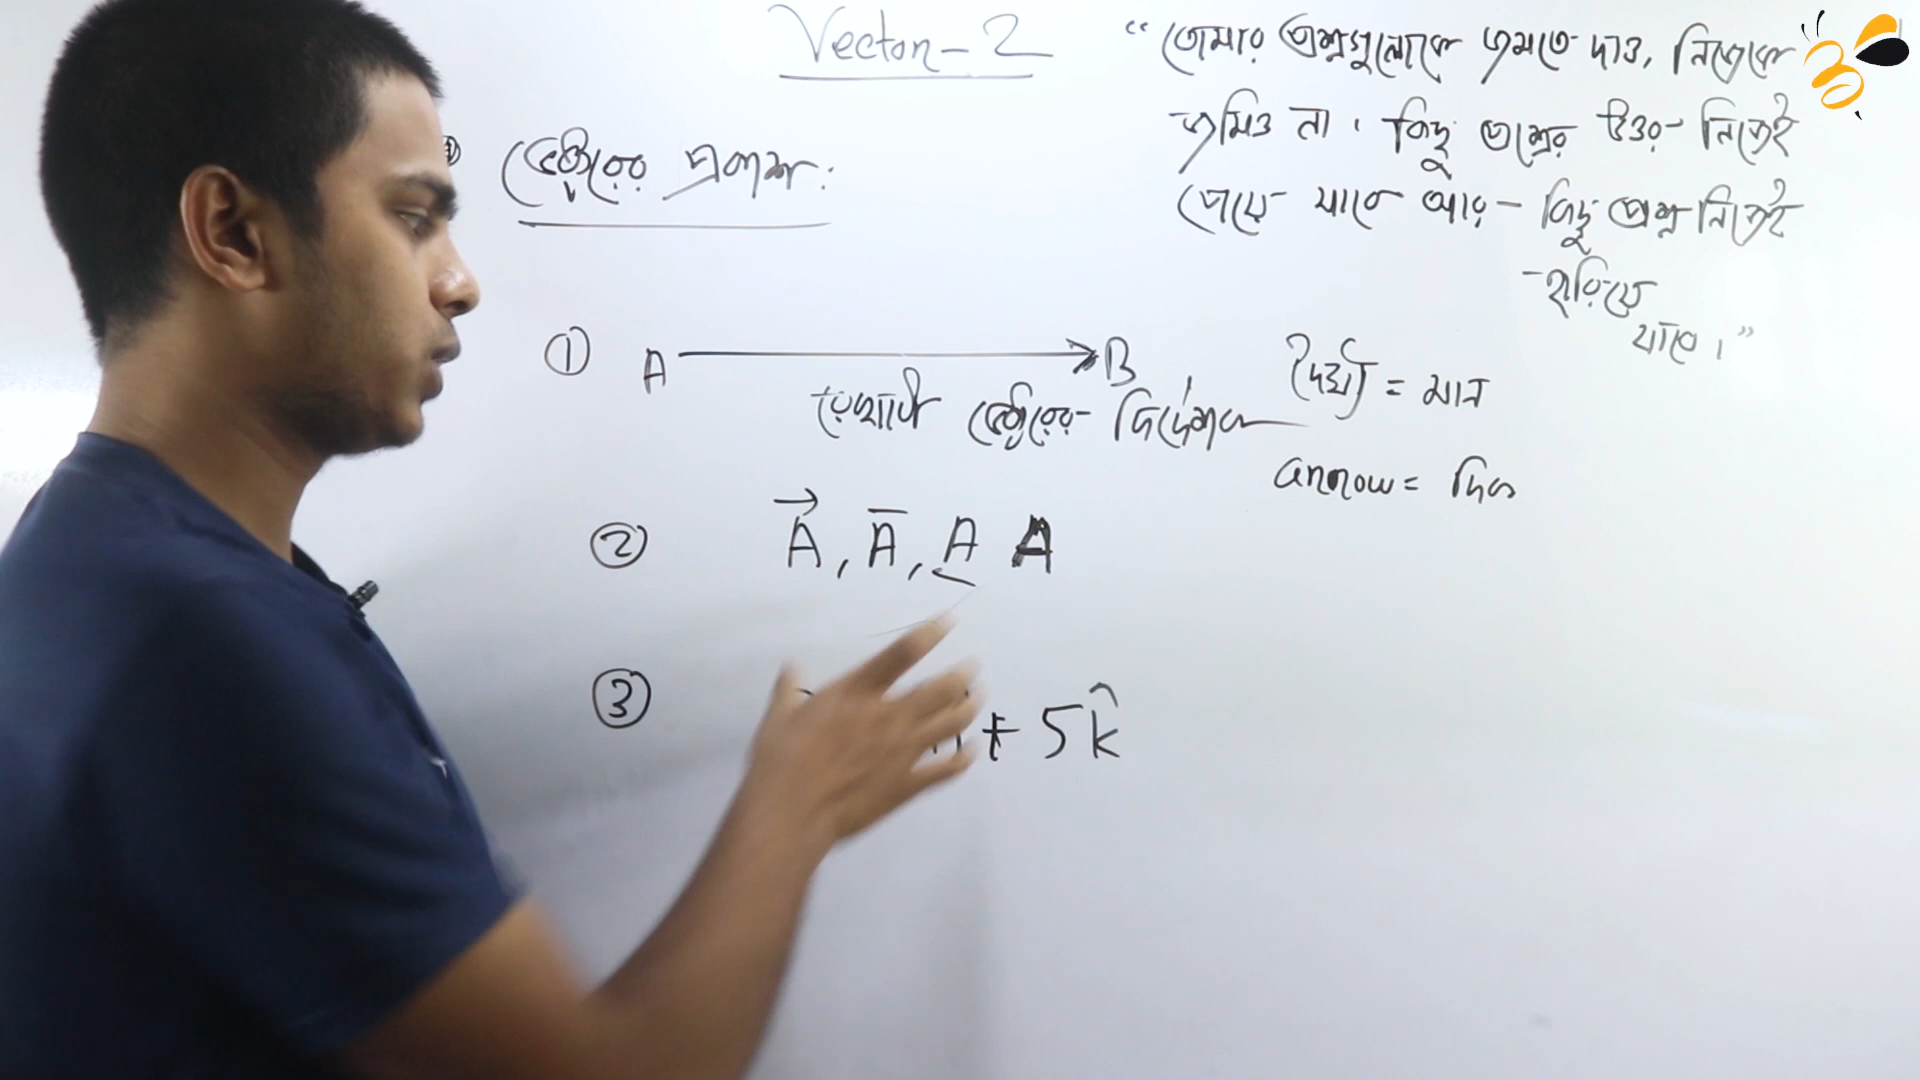 Vector-2
"তোমার প্রশ্নগুলোকে জমতে দাও, নিজেকে
জমিও না। কিছু প্রশ্নের উত্তর নিজেই
পেয়ে যাবে আর কিছু প্রশ্ন নিজেই
হারিয়ে
যাবে।"
ভেক্টরের প্রকাশ:
① A B
রেখাটি ভেক্টরের নির্দেশক
দৈর্ঘ্য = মান
arrow = দিক
② A⃗, A̅, A̲ A
③ + 5k̂